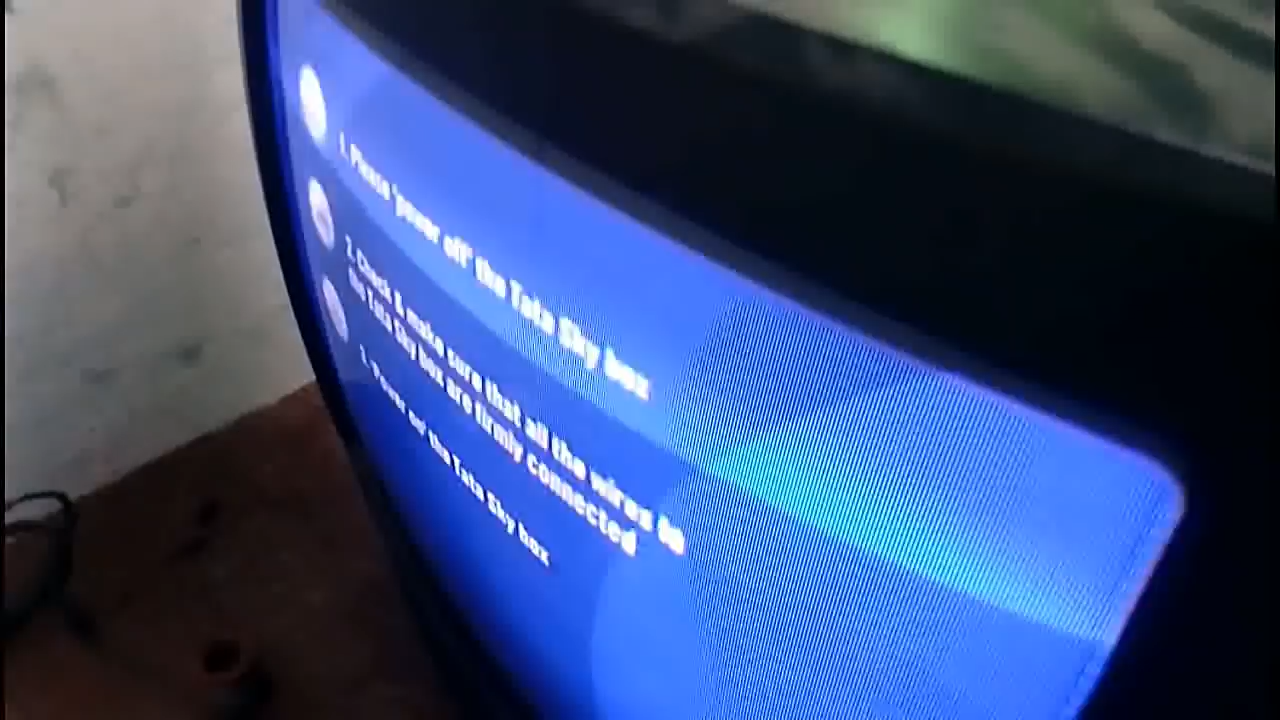 1. Please 'power off' the Tata Sky box
2. Check & make sure that all the wires to
the Tata Sky box are firmly connected
3. 'Power on' the Tata Sky box